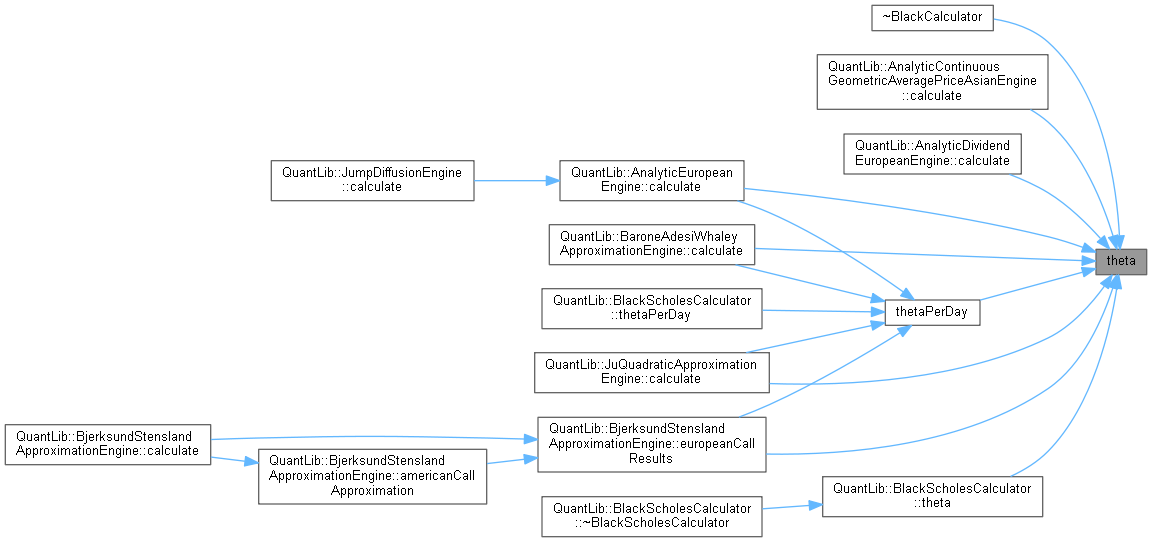 ~BlackCalculator
QuantLib::AnalyticContinuous
GeometricAveragePriceAsianEngine
::calculate
QuantLib::AnalyticDividend
EuropeanEngine::calculate
QuantLib::JumpDiffusionEngine
::calculate
QuantLib::AnalyticEuropean
Engine::calculate
QuantLib::BaroneAdesiWhaley
ApproximationEngine::calculate
theta
QuantLib::BlackScholesCalculator
::thetaPerDay
thetaPerDay
QuantLib::JuQuadraticApproximation
Engine::calculate
QuantLib::BjerksundStensland
ApproximationEngine::calculate
QuantLib::BjerksundStensland
ApproximationEngine::europeanCall
Results
QuantLib::BjerksundStensland
ApproximationEngine::americanCall
Approximation
QuantLib::BlackScholesCalculator
::theta
QuantLib::BlackScholesCalculator
::~BlackScholesCalculator